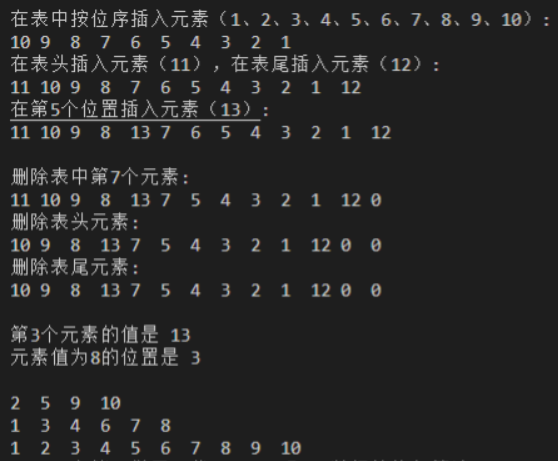 在表中按位序插入元素（1、2、3、4、5、6、7、8、9、10）:
10 9 8 7 6 5 4 3 2 1
在表头插入元素（11），在表尾插入元素（12）:
11 10 9 8 7 6 5 4 3 2 1 12
在第5个位置插入元素（13）:
11 10 9 8 13 7 6 5 4 3 2 1 12
删除表中第7个元素:
11 10 9 8 13 7 5 4 3 2 1 12 0
删除表头元素:
10 9 8 13 7 5 4 3 2 1 12 0 0
删除表尾元素:
10 9 8 13 7 5 4 3 2 1 12 0 0
第3个元素的值是 13
元素值为8的位置是 3
2 5 9 10
1 3 4 6 7 8
1 2 3 4 5 6 7 8 9 10